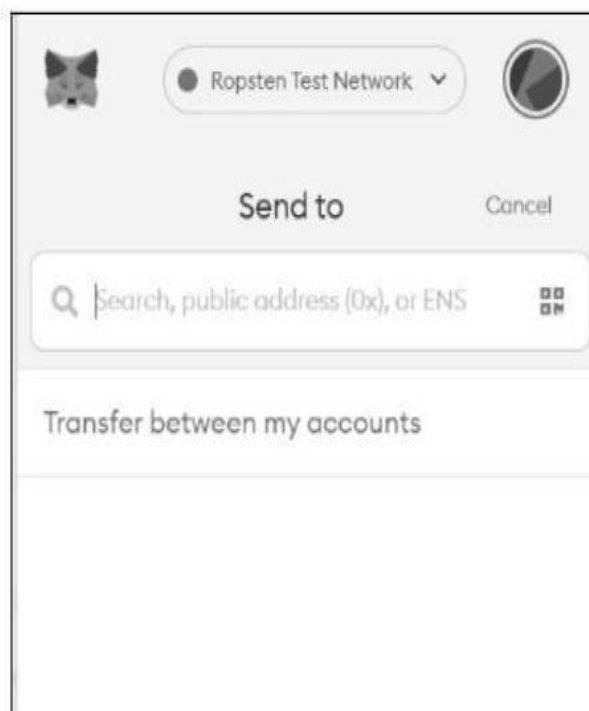 Ropsten Test Network
Send to
Cancel
Search, public address (0x), or ENS
Transfer between my accounts